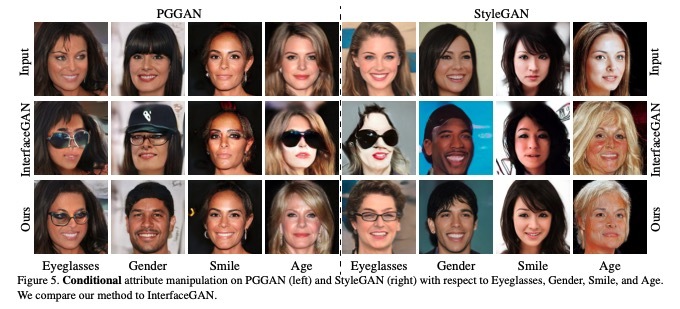 PGGAN StyleGAN
Input Input
InterfaceGAN InterfaceGAN
Ours Ours
Eyeglasses Gender Smile Age Eyeglasses Gender Smile Age
Figure 5. Conditional attribute manipulation on PGGAN (left) and StyleGAN (right) with respect to Eyeglasses, Gender, Smile, and Age.
We compare our method to InterfaceGAN.